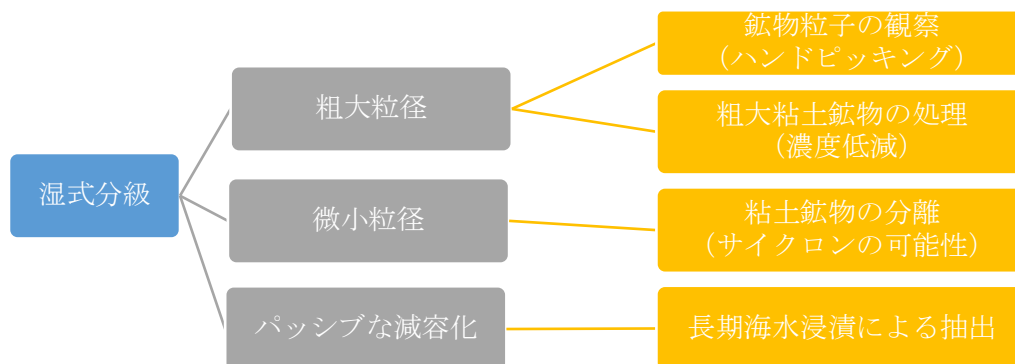 湿式分級
粗大粒径
微小粒径
パッシブな減容化
鉱物粒子の観察
(ハンドピッキング)
粗大粘土鉱物の処理
(濃度低減)
粘土鉱物の分離
(サイクロンの可能性)
長期海水浸漬による抽出